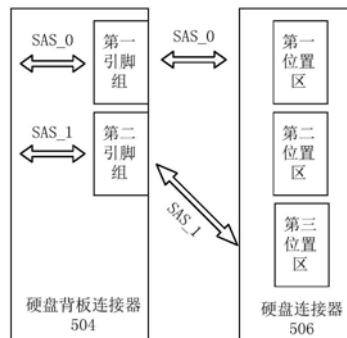 SAS_0
第一
引脚
组
SAS_0
第一
位置
区
SAS_1
第二
引脚
组
第二
位置
区
SAS_1
第三
位置
区
硬盘背板连接器
504
硬盘连接器
506